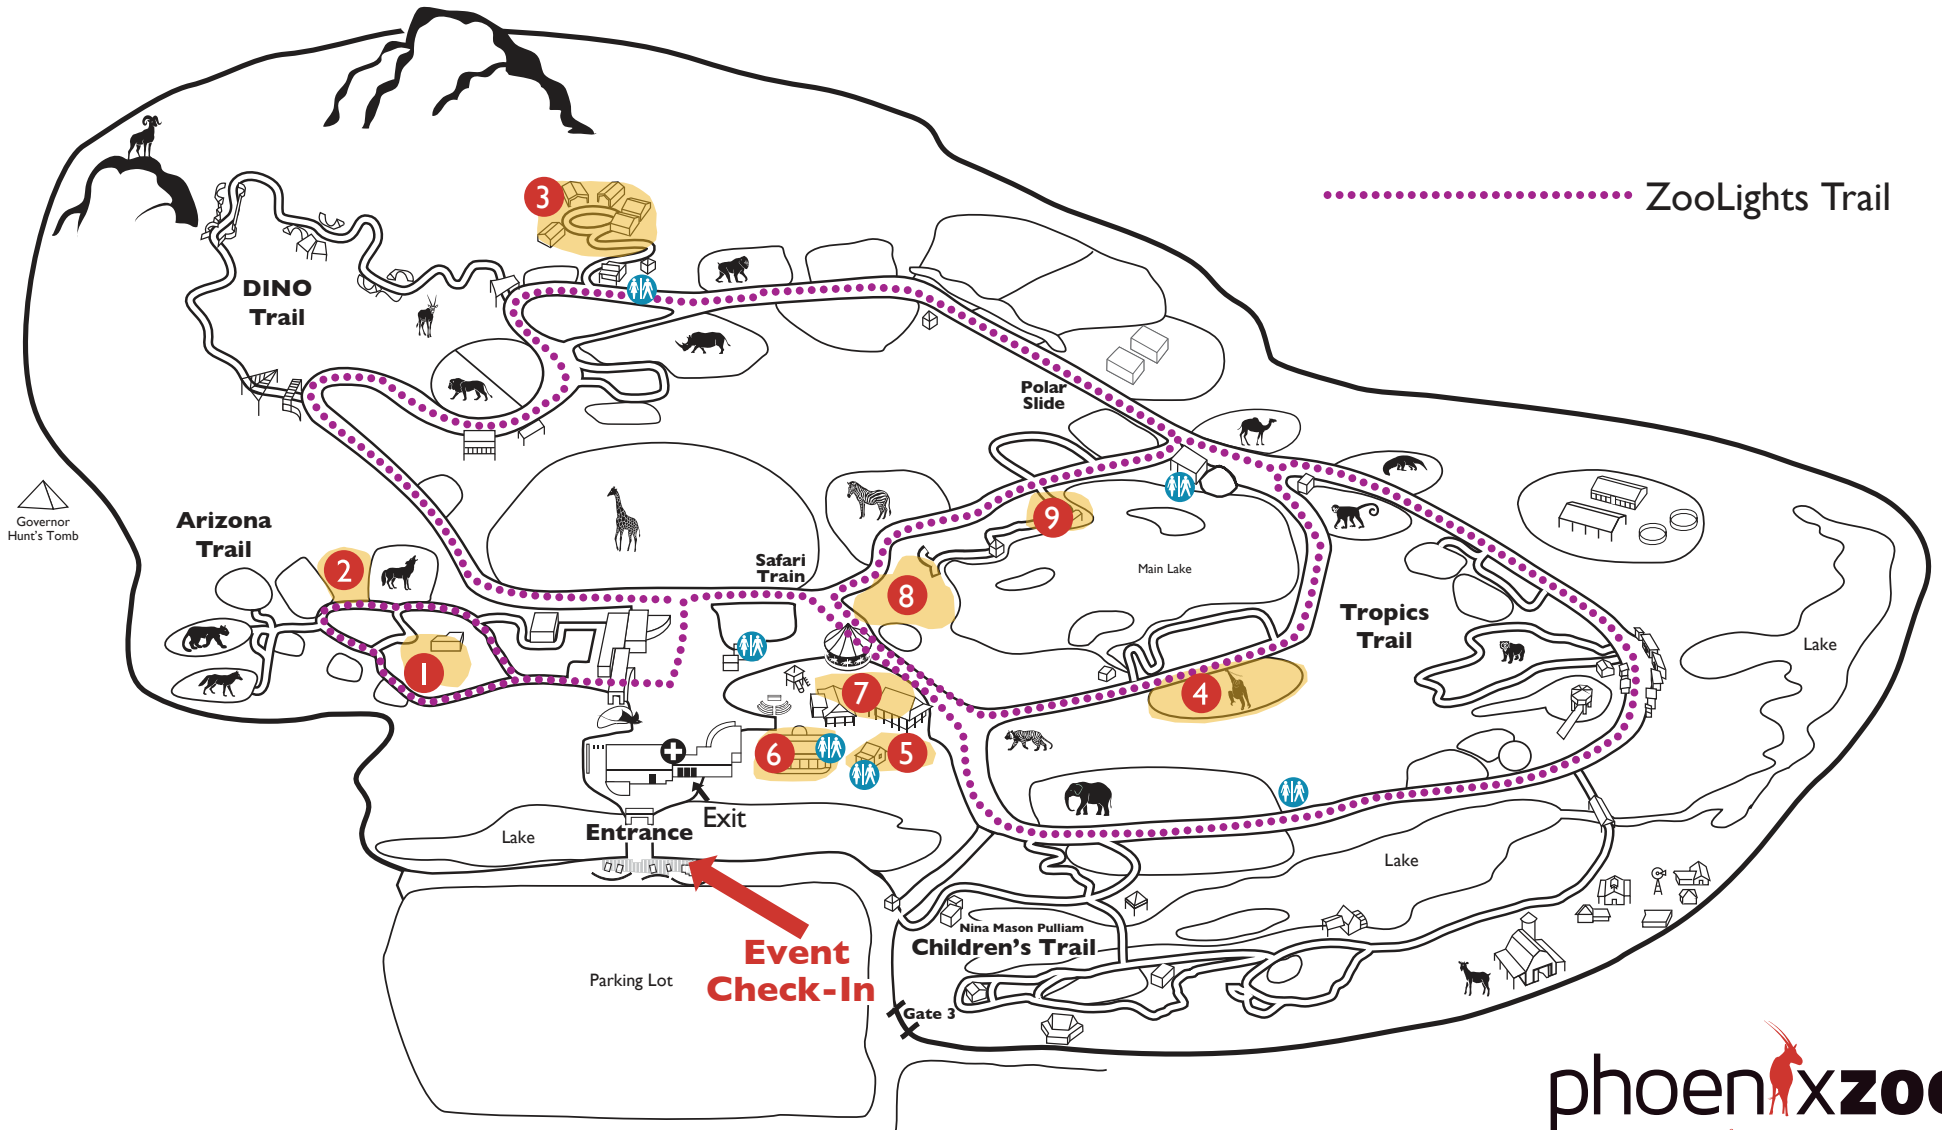 3
ZooLights Trail
DINO
Trail
Polar
Slide
Governor
Hunt's Tomb
Arizona
Trail
2
9
Safari
Train
Main Lake
8
Tropics
Trail
Lake
1
7
4
6
5
Exit
Lake
Entrance
Lake
Event
Check-In
Parking Lot
Nina Mason Pulliam
Children's Trail
Gate 3
phoenixzoo